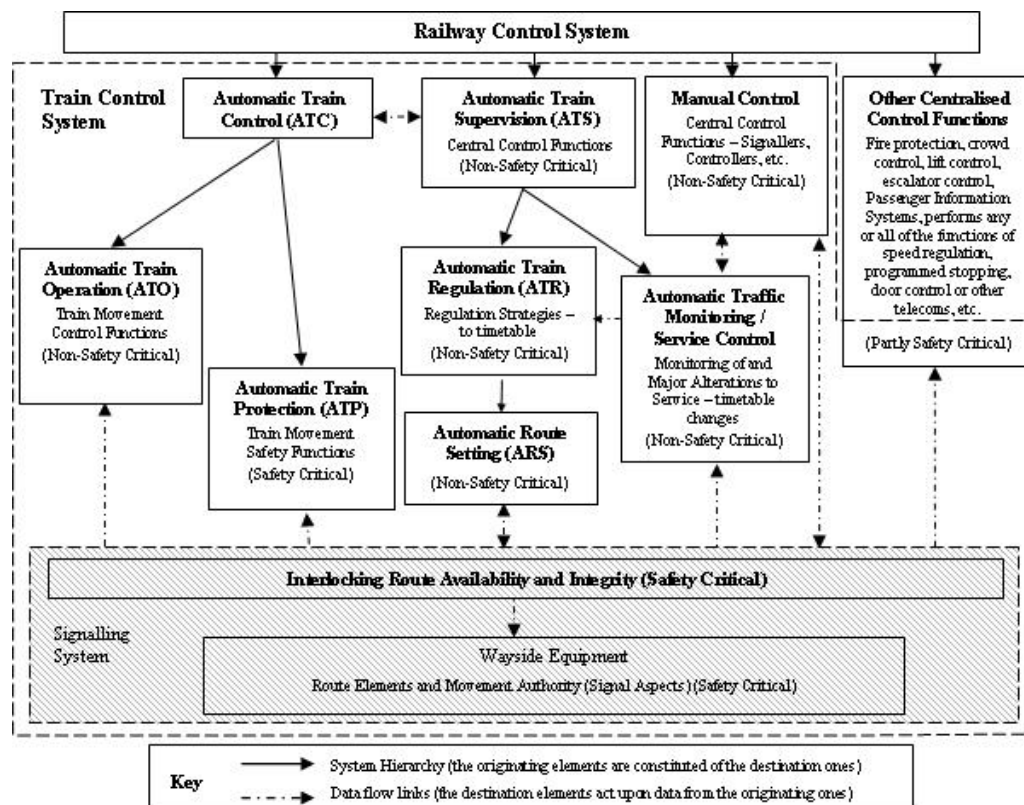 Railway Control System
Train Control
System
Automatic Train
Control (ATC)
Automatic Train
Supervision (ATS)
Central Control Functions
(Non-Safety Critical)
Manual Control
Central Control
Functions – Signallers,
Controllers, etc.
(Non-Safety Critical)
Other Centralised
Control Functions
Fire protection, crowd
control, lift control,
escalator control,
Passenger Information
Systems, performs any
or all of the functions of
speed regulation,
programmed stopping,
door control or other
telecoms, etc.
(Partly Safety Critical)
Automatic Train
Operation (ATO)
Train Movement
Control Functions
(Non-Safety Critical)
Automatic Train
Protection (ATP)
Train Movement
Safety Functions
(Safety Critical)
Automatic Train
Regulation (ATR)
Regulation Strategies –
to timetable
(Non-Safety Critical)
Automatic Route
Setting (ARS)
(Non-Safety Critical)
Automatic Traffic
Monitoring /
Service Control
Monitoring of and
Major Alterations to
Service – timetable
changes
(Non-Safety Critical)
Interlocking Route Availability and Integrity (Safety Critical)
Signalling
System
Wayside Equipment
Route Elements and Movement Authority (Signal Aspects) (Safety Critical)
Key
System Hierarchy (the originating elements are constituted of the destination ones)
Data flow links (the destination elements act upon data from the originating ones)